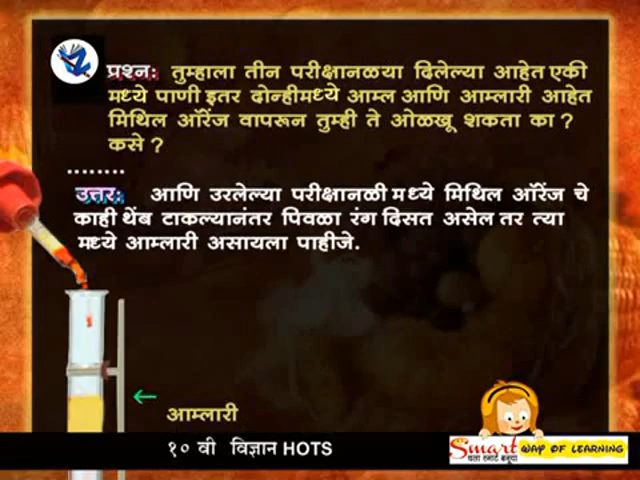 प्रश्न: तुम्हाला तीन परीक्षानळया दिलेल्या आहेत एकी
मध्ये पाणी इतर दोन्हीमध्ये आम्ल आणि आम्लारी आहेत
मिथिल ऑरेंज वापरून तुम्ही ते ओळखू शकता का ?
कसे ?
........
उत्तर: आणि उरलेल्या परीक्षानळी मध्ये मिथिल ऑरेंज चे
काही थेंब टाकल्यानंतर पिवळा रंग दिसत असेल तर त्या
मध्ये आम्लारी असायला पाहीजे.
आम्लारी
१० वी विज्ञान HOTS
Smart WAY OF LEARNING
चला स्मार्ट बनूया